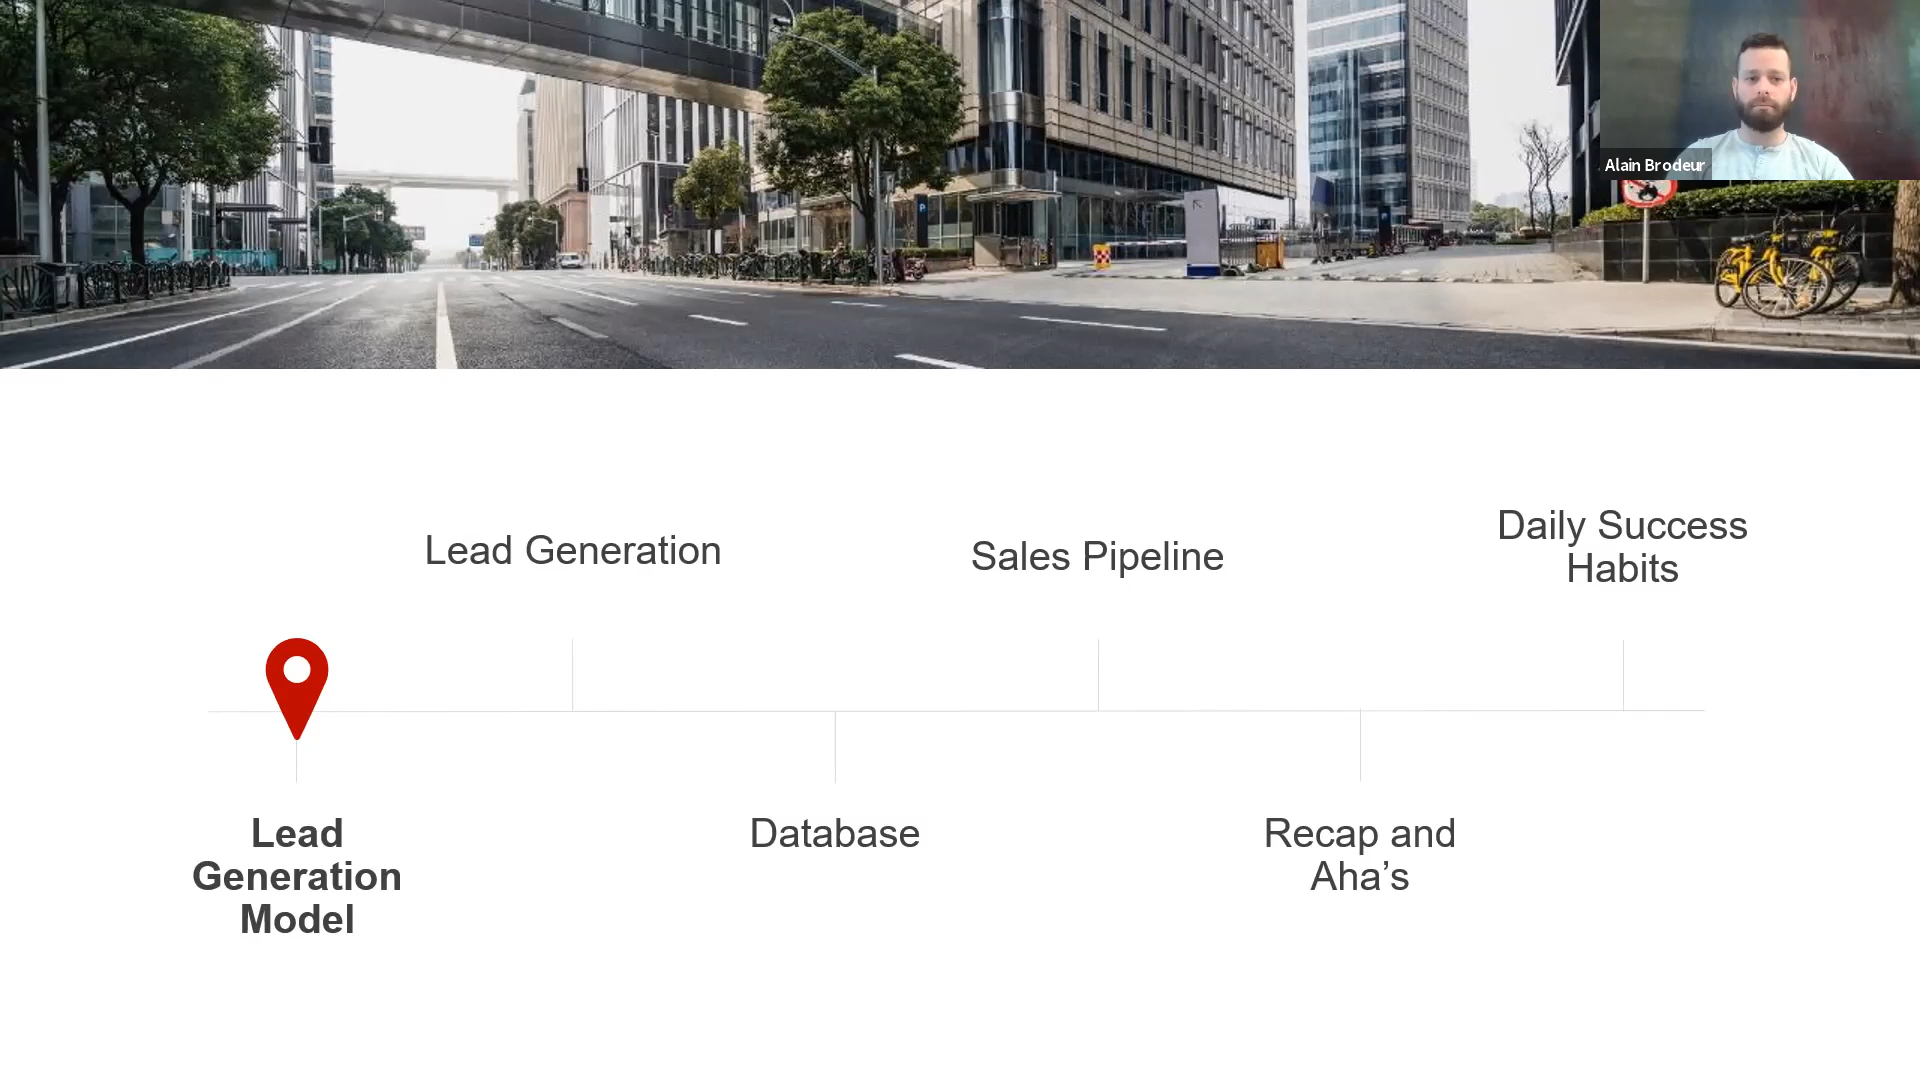 Alain Brodeur
P
Lead Generation
Sales Pipeline
Daily Success
Habits
Lead
Generation
Model
Database
Recap and
Aha’s